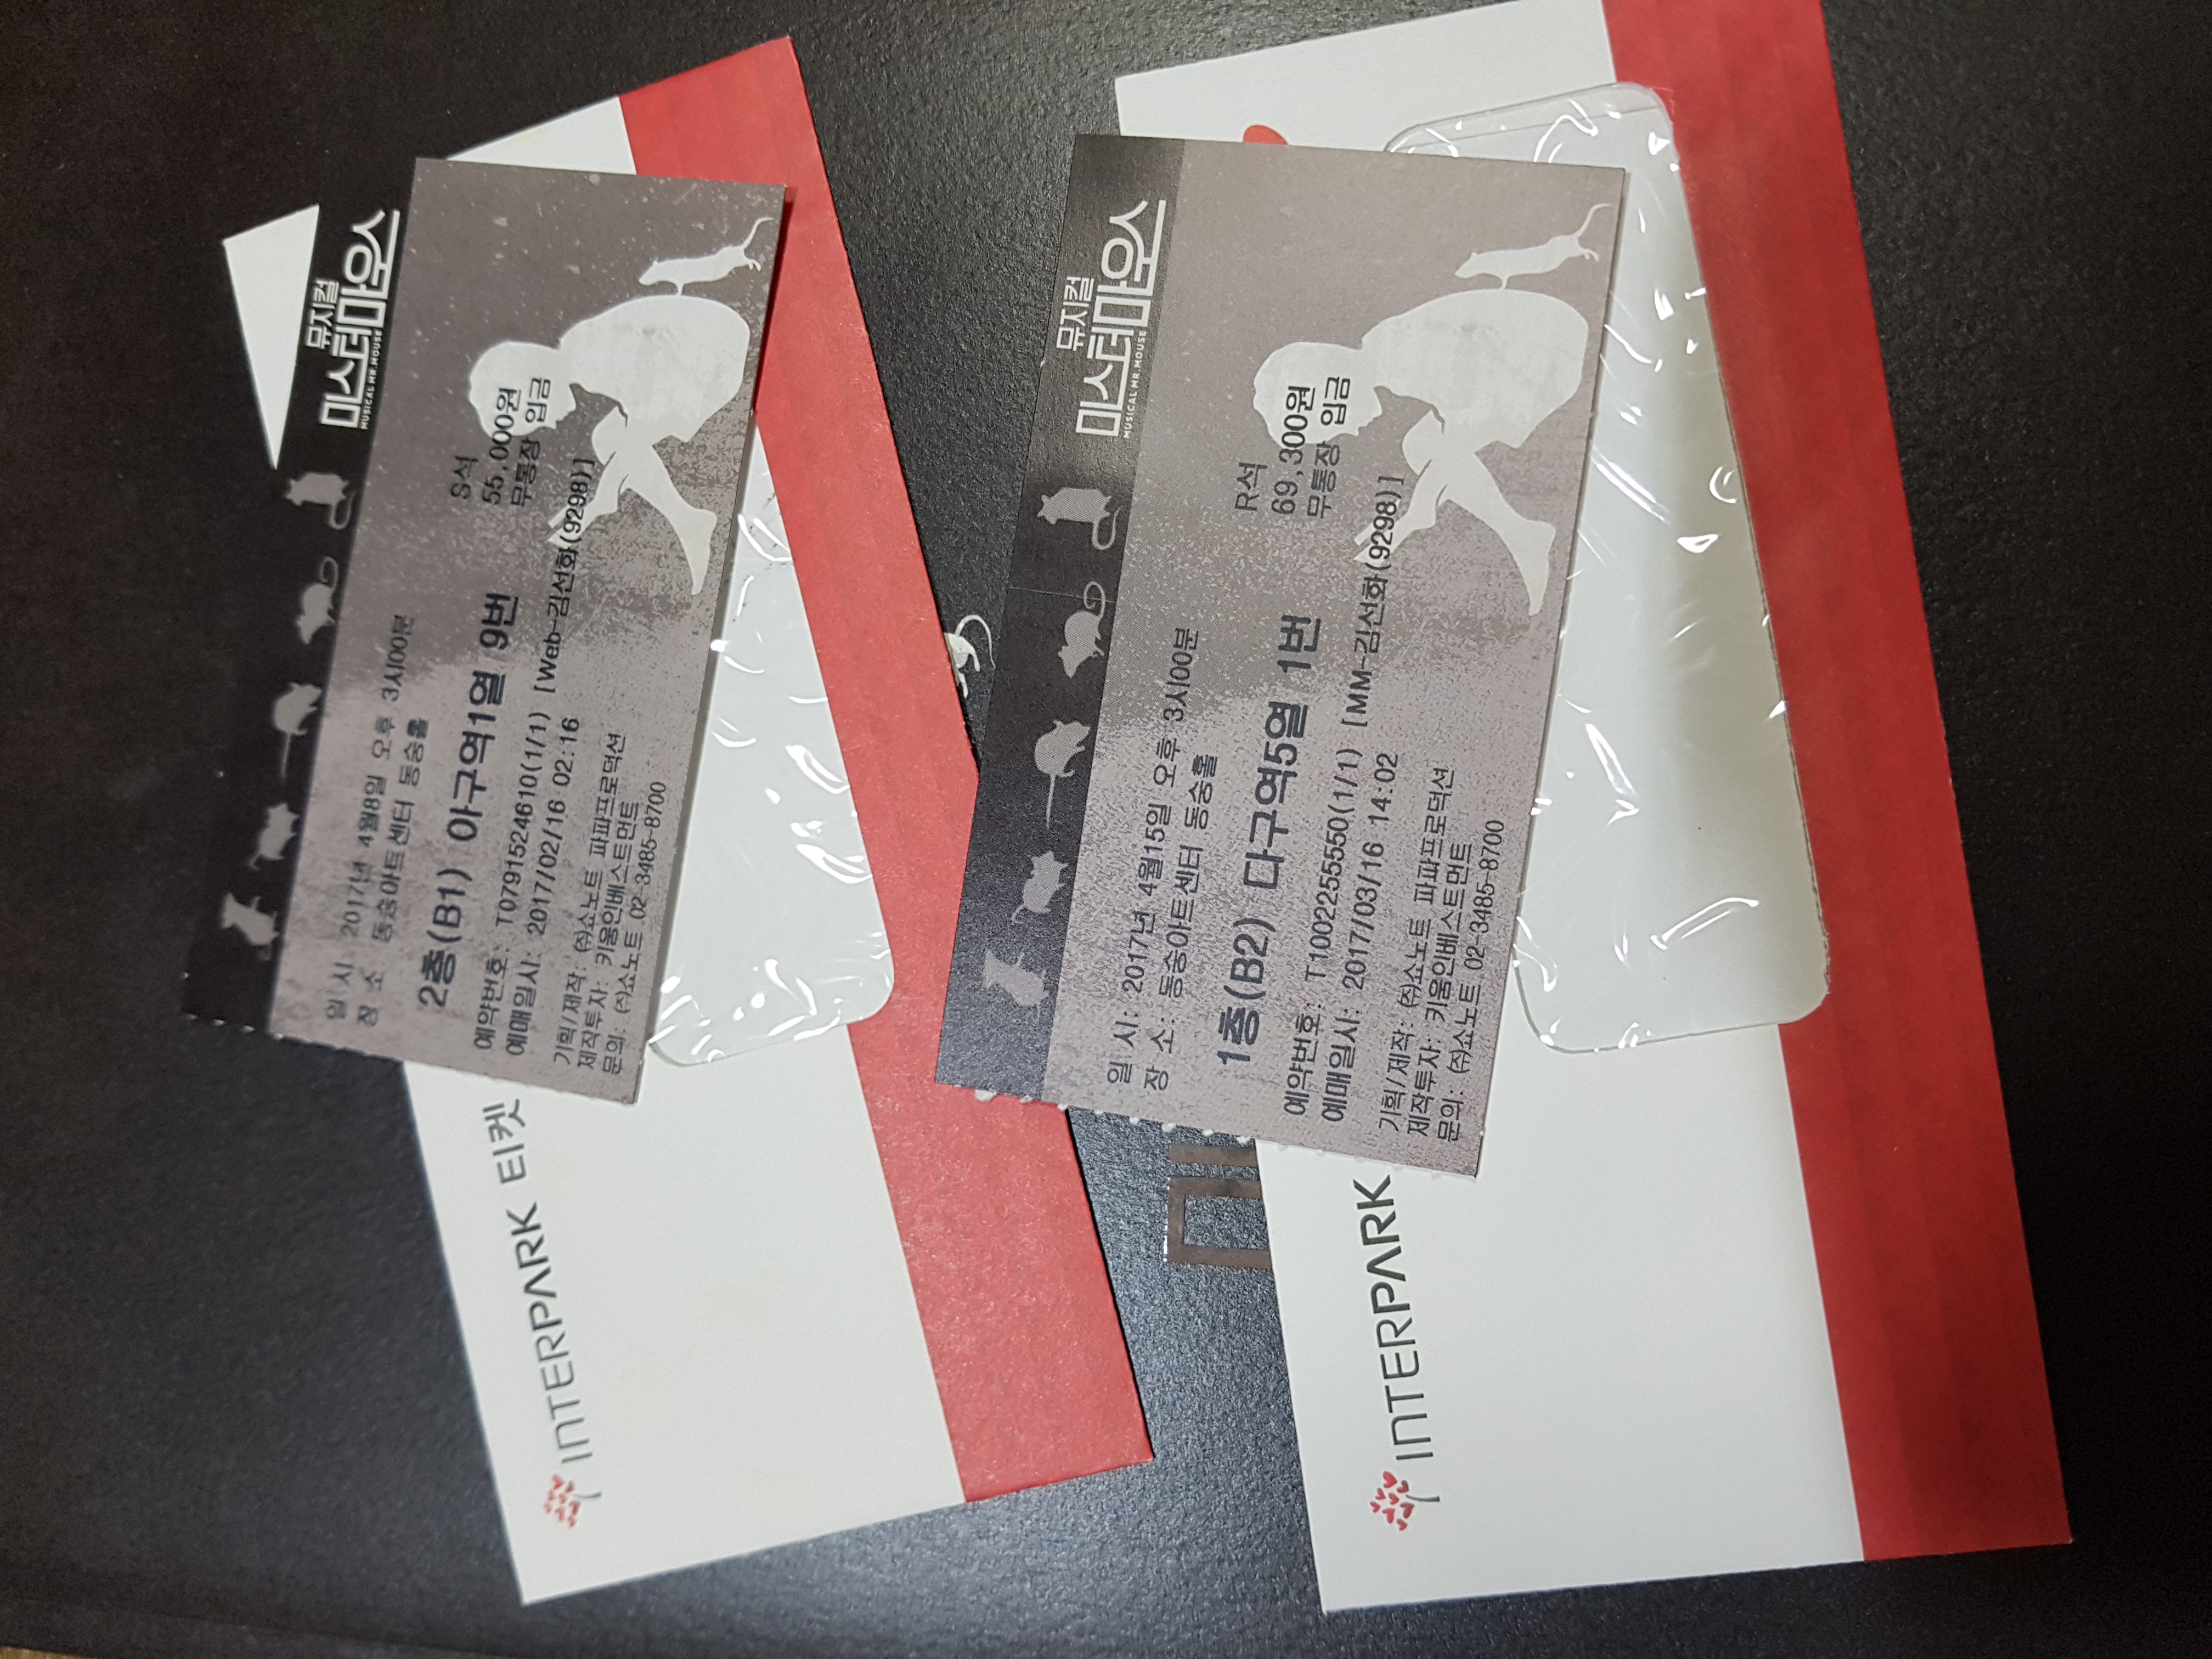 INTERPARK 티켓
뮤지컬
미스터마우스
MUSICAL MR.MOUSE
일 시: 2017년 4월8일 오후 3시00분
장 소 동숭아트센터 동숭홀
2층(B1) 아구역1열 9번
S석
55,000원
무통장 입금
예약번호: T0791524610(1/1) [Web-김선화(9298)]
예매일시: 2017/02/16 02:16
기획/제작: ㈜쇼노트 파파프로덕션
제작투자: 키움인베스트먼트
문의: ㈜쇼노트 02-3485-8700
INTERPARK
뮤지컬
미스터마우스
MUSICAL MR.MOUSE
일 시: 2017년 4월15일 오후 3시00분
장 소: 동숭아트센터 동숭홀
1층(B2) 다구역5열 1번
R석
69,300원
무통장 입금
예약번호: T1002255550(1/1) [MM-김선화(9298)]
예매일시: 2017/03/16 14:02
기획/제작: ㈜쇼노트 파파프로덕션
제작투자: 키움인베스트먼트
문의: ㈜쇼노트 02-3485-8700